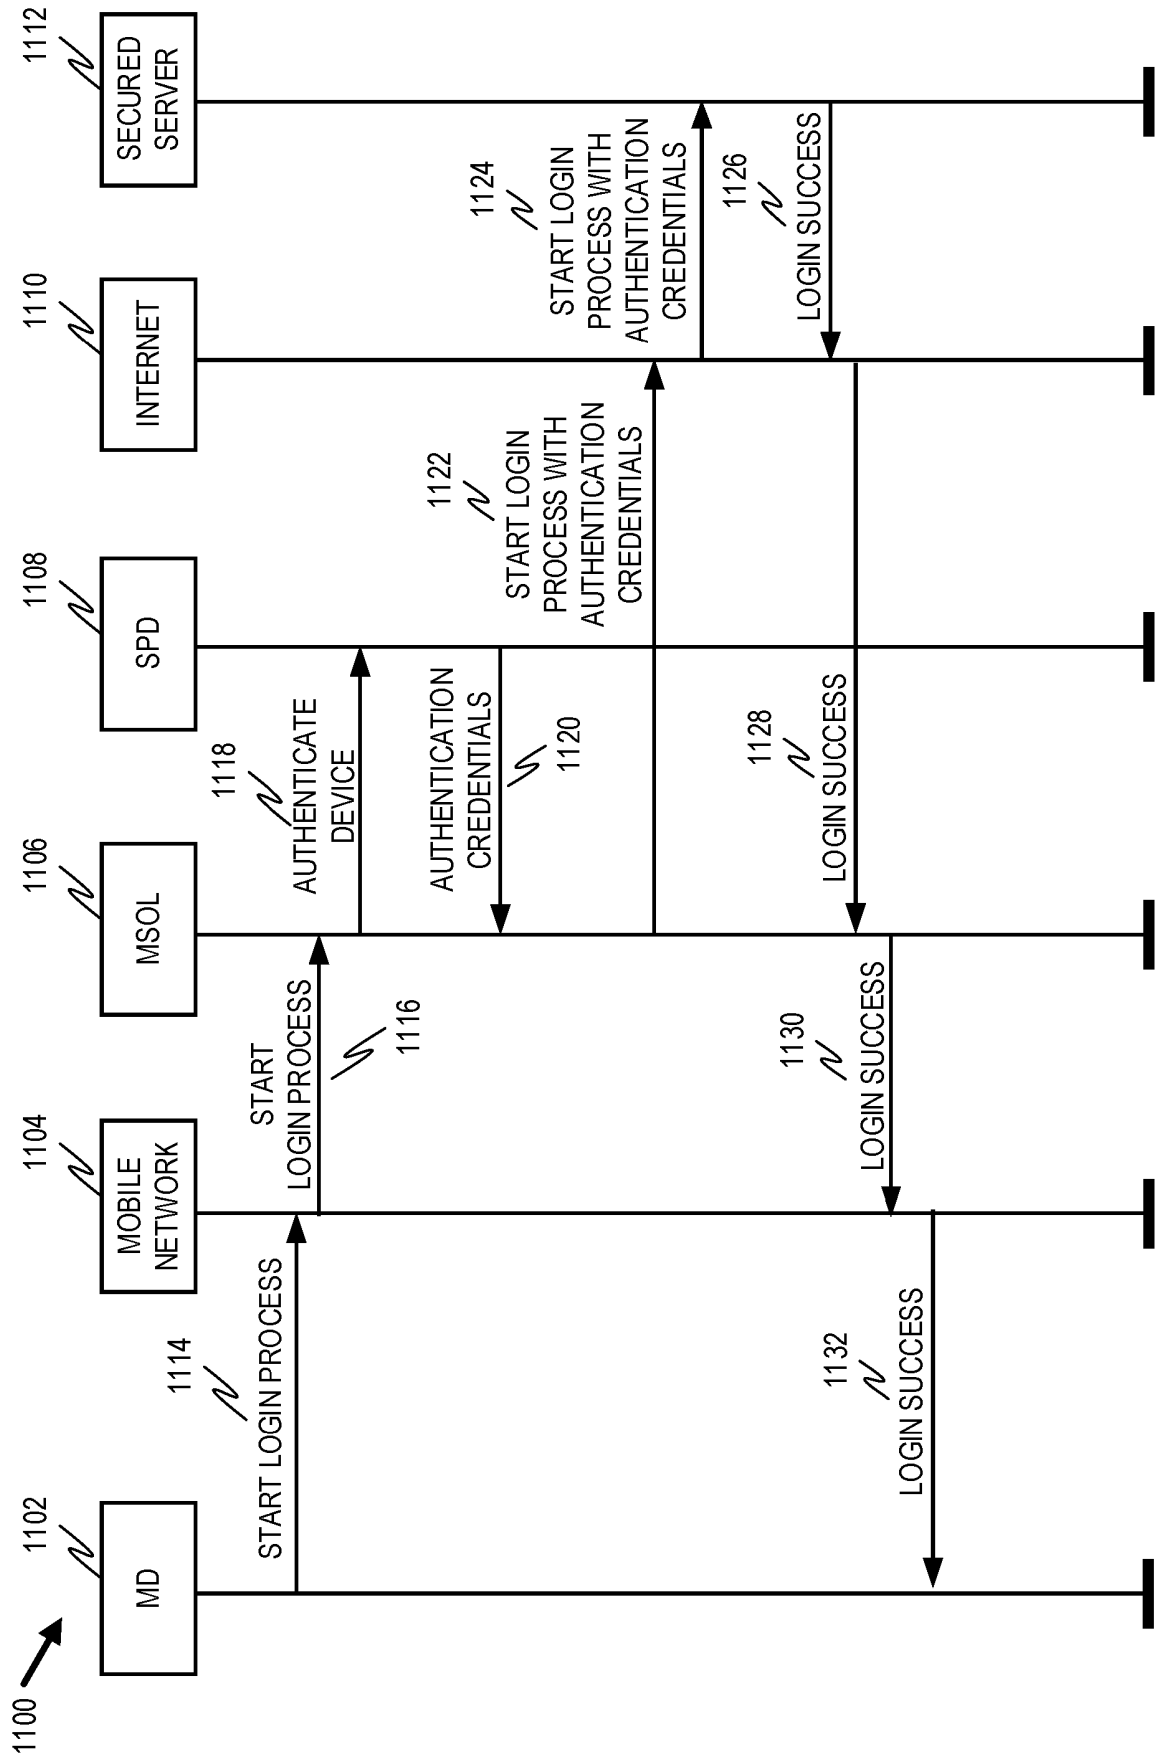 1100
1102
MD
1104
MOBILE
NETWORK
1106
MSOL
1108
SPD
1110
INTERNET
1112
SECURED
SERVER
1114
START LOGIN PROCESS
START
LOGIN PROCESS
1116
1118
AUTHENTICATE
DEVICE
AUTHENTICATION
CREDENTIALS
1120
1122
START LOGIN
PROCESS WITH
AUTHENTICATION
CREDENTIALS
1124
START LOGIN
PROCESS WITH
AUTHENTICATION
CREDENTIALS
1126
LOGIN SUCCESS
1128
LOGIN SUCCESS
1130
LOGIN SUCCESS
1132
LOGIN SUCCESS